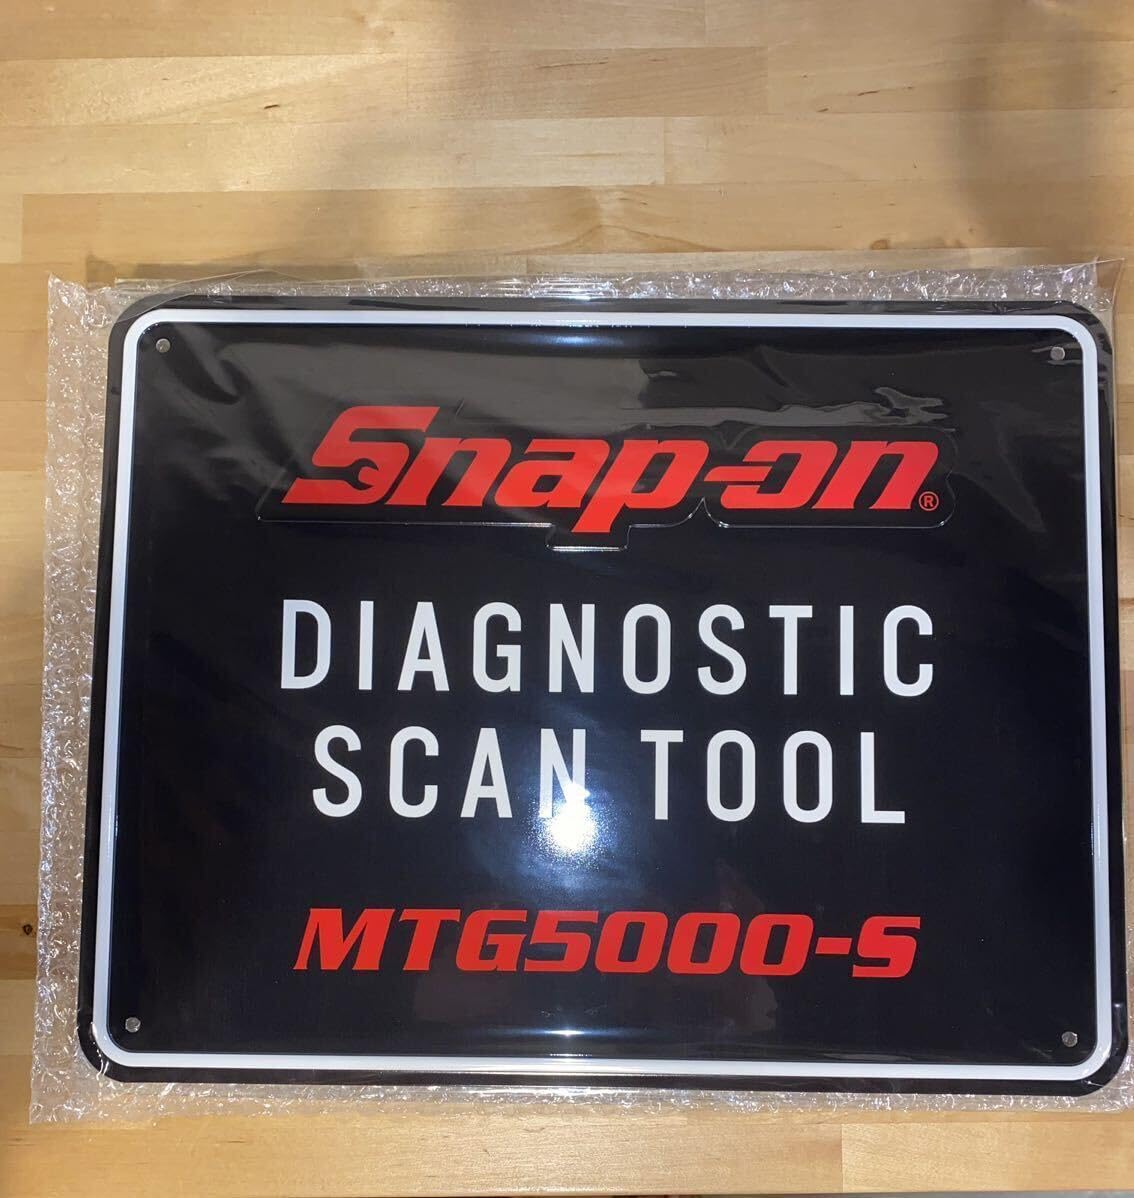 Snap-on®
DIAGNOSTIC
SCAN TOOL
MTG5000-S